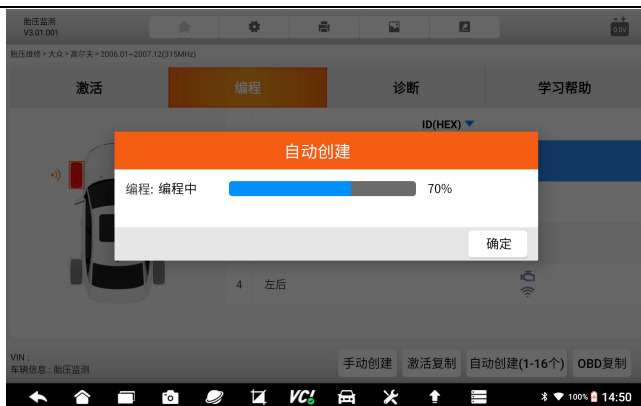 胎压监测
V3.01.001
0.0V
胎压维修 > 大众 > 高尔夫 > 2006.01~2007.12(315MHz)
激活
编程
诊断
学习帮助
ID(HEX)
自动创建
编程: 编程中
70%
确定
4 左后
VIN :
车辆信息 : 胎压监测
手动创建
激活复制
自动创建(1-16个)
OBD复制
VC!
100%
14:50